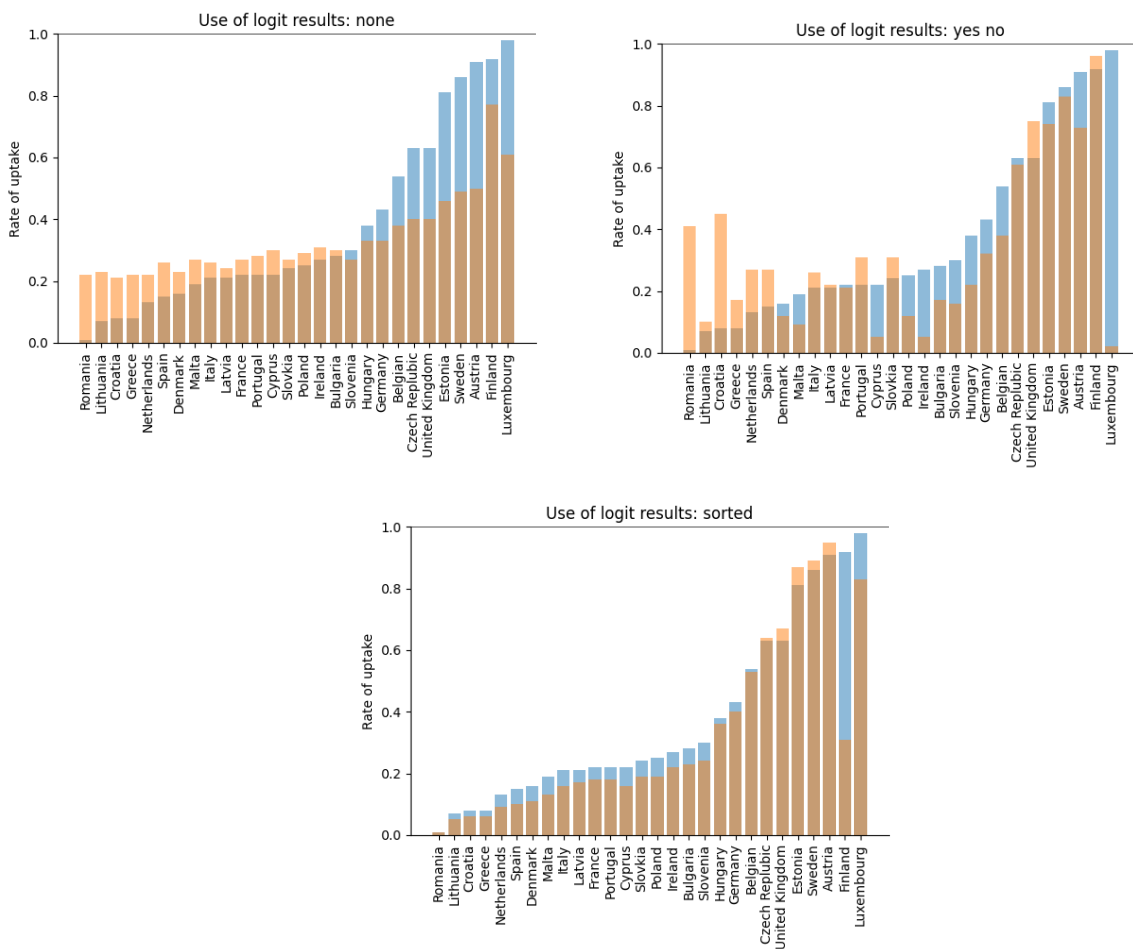 Use of logit results: none
Rate of uptake
1.0
0.8
0.6
0.4
0.2
0.0
Romania
Lithuania
Croatia
Greece
Netherlands
Spain
Denmark
Malta
Italy
Latvia
France
Portugal
Cyprus
Slovkia
Poland
Ireland
Bulgaria
Slovenia
Hungary
Germany
Belgian
Czech Replubic
United Kingdom
Estonia
Sweden
Austria
Finland
Luxembourg
Use of logit results: yes no
Rate of uptake
1.0
0.8
0.6
0.4
0.2
0.0
Romania
Lithuania
Croatia
Greece
Netherlands
Spain
Denmark
Malta
Italy
Latvia
France
Portugal
Cyprus
Slovkia
Poland
Ireland
Bulgaria
Slovenia
Hungary
Germany
Belgian
Czech Replubic
United Kingdom
Estonia
Sweden
Austria
Finland
Luxembourg
Use of logit results: sorted
Rate of uptake
1.0
0.8
0.6
0.4
0.2
0.0
Romania
Lithuania
Croatia
Greece
Netherlands
Spain
Denmark
Malta
Italy
Latvia
France
Portugal
Cyprus
Slovkia
Poland
Ireland
Bulgaria
Slovenia
Hungary
Germany
Belgian
Czech Replubic
United Kingdom
Estonia
Sweden
Austria
Finland
Luxembourg